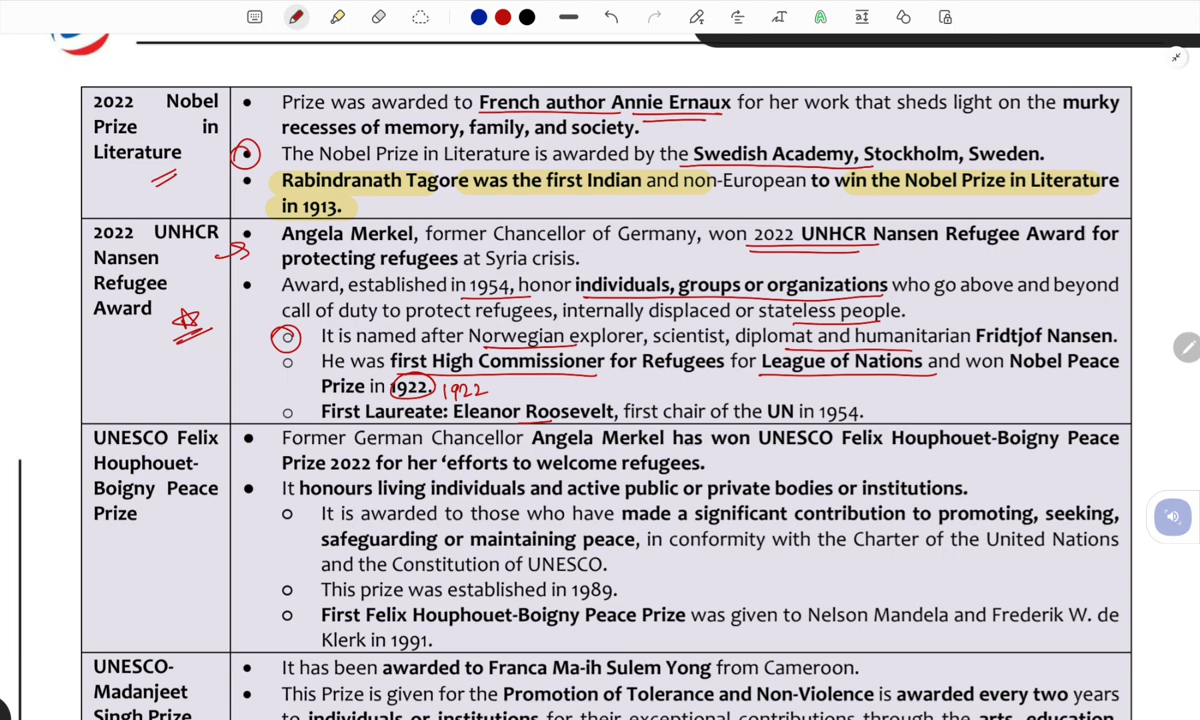 2022 Nobel Prize in Literature
• Prize was awarded to French author Annie Ernaux for her work that sheds light on the murky
recesses of memory, family, and society.
• The Nobel Prize in Literature is awarded by the Swedish Academy, Stockholm, Sweden.
• Rabindranath Tagore was the first Indian and non-European to win the Nobel Prize in Literature
in 1913.
2022 UNHCR
Nansen
Refugee
Award
• Angela Merkel, former Chancellor of Germany, won 2022 UNHCR Nansen Refugee Award for
protecting refugees at Syria crisis.
• Award, established in 1954, honor individuals, groups or organizations who go above and beyond
call of duty to protect refugees, internally displaced or stateless people.
○ It is named after Norwegian explorer, scientist, diplomat and humanitarian Fridtjof Nansen.
○ He was first High Commissioner for Refugees for League of Nations and won Nobel Peace
Prize in 1922. 1922
○ First Laureate: Eleanor Roosevelt, first chair of the UN in 1954.
UNESCO Felix
Houphouet-
Boigny Peace
Prize
• Former German Chancellor Angela Merkel has won UNESCO Felix Houphouet-Boigny Peace
Prize 2022 for her ‘efforts to welcome refugees.
• It honours living individuals and active public or private bodies or institutions.
○ It is awarded to those who have made a significant contribution to promoting, seeking,
safeguarding or maintaining peace, in conformity with the Charter of the United Nations
and the Constitution of UNESCO.
○ This prize was established in 1989.
○ First Felix Houphouet-Boigny Peace Prize was given to Nelson Mandela and Frederik W. de
Klerk in 1991.
UNESCO-
Madanjeet
Singh Prize
• It has been awarded to Franca Ma-ih Sulem Yong from Cameroon.
• This Prize is given for the Promotion of Tolerance and Non-Violence is awarded every two years
to individuals or institutions for their exceptional contributions through the arts, education,